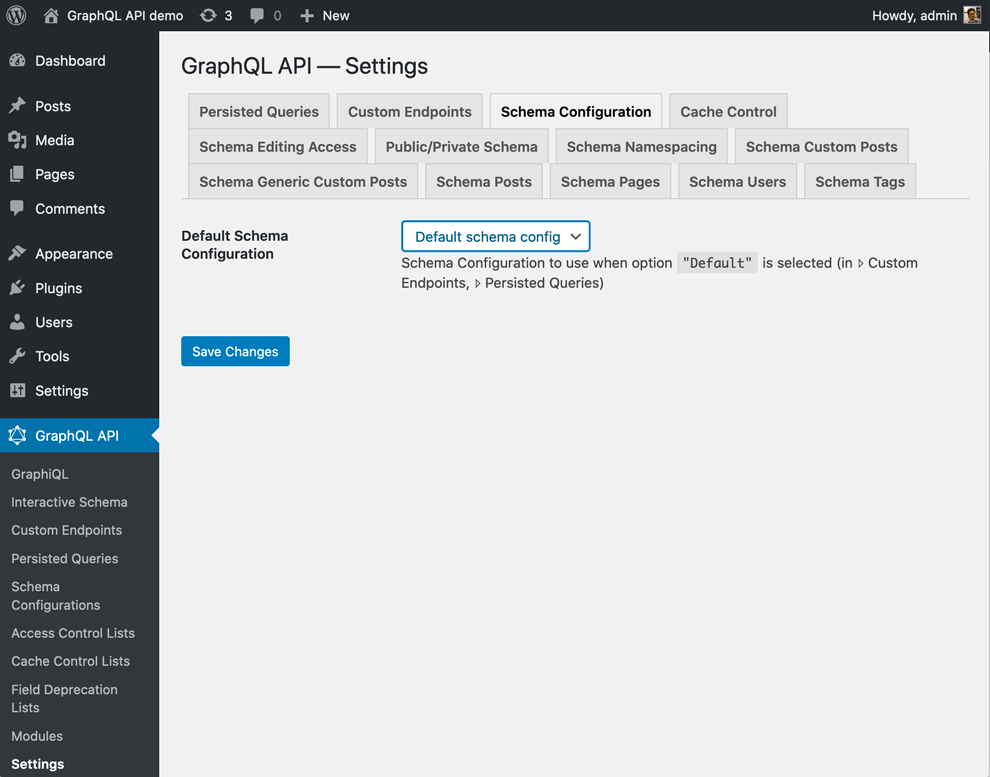 GraphQL API demo 3 0 New Howdy, admin
Dashboard
Posts
Media
Pages
Comments
Appearance
Plugins
Users
Tools
Settings
GraphQL API
GraphiQL
Interactive Schema
Custom Endpoints
Persisted Queries
Schema
Configurations
Access Control Lists
Cache Control Lists
Field Deprecation
Lists
Modules
Settings
GraphQL API — Settings
Persisted Queries Custom Endpoints Schema Configuration Cache Control
Schema Editing Access Public/Private Schema Schema Namespacing Schema Custom Posts
Schema Generic Custom Posts Schema Posts Schema Pages Schema Users Schema Tags
Default Schema
Configuration
Default schema config
Schema Configuration to use when option "Default" is selected (in ▹ Custom
Endpoints, ▹ Persisted Queries)
Save Changes